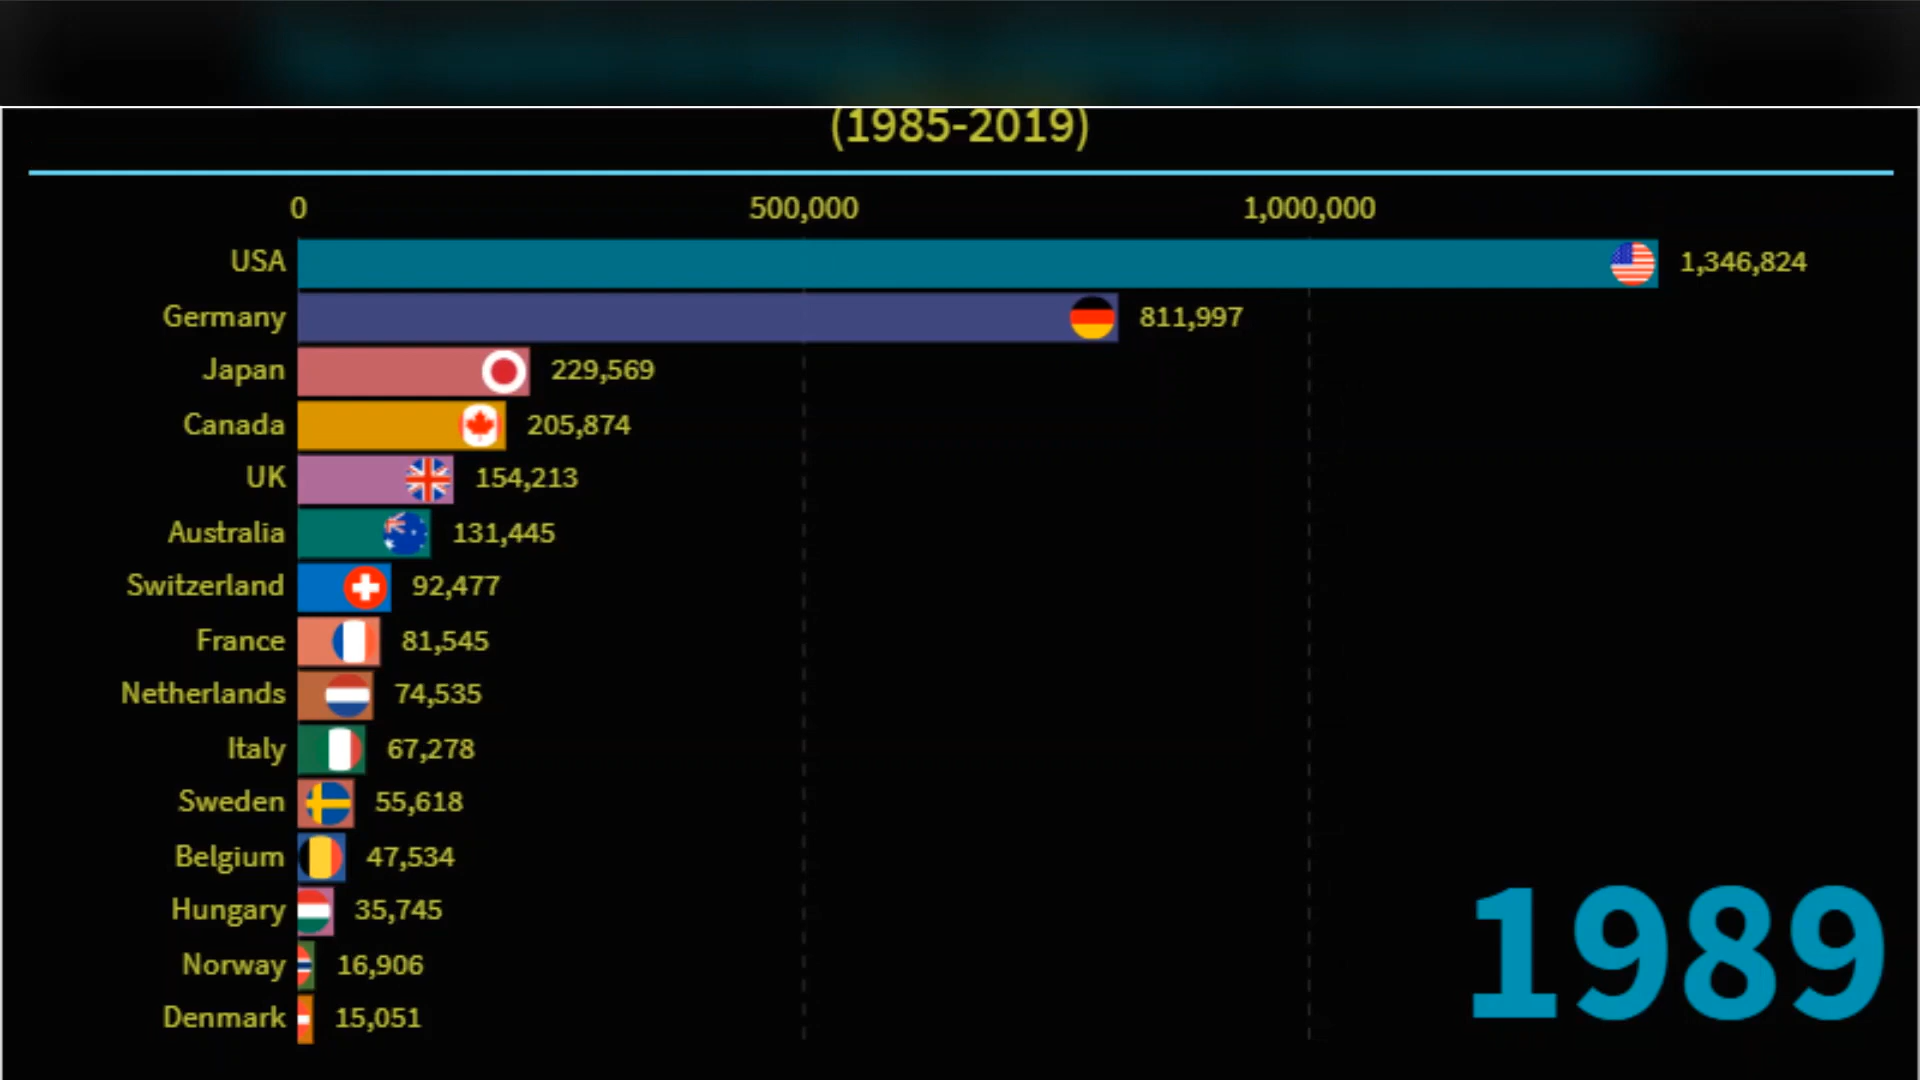 (1985-2019)
0 500,000 1,000,000
USA 1,346,824
Germany 811,997
Japan 229,569
Canada 205,874
UK 154,213
Australia 131,445
Switzerland 92,477
France 81,545
Netherlands 74,535
Italy 67,278
Sweden 55,618
Belgium 47,534
Hungary 35,745
Norway 16,906
Denmark 15,051
1989